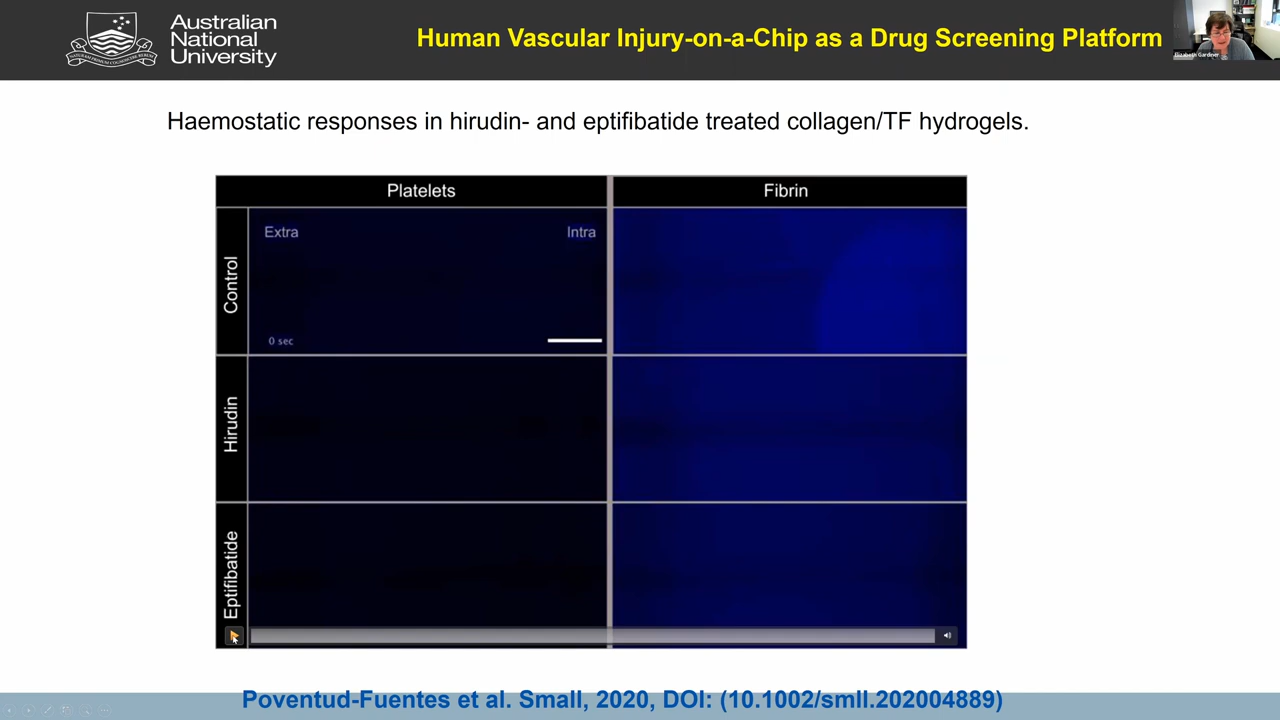 Australian
National
University
Human Vascular Injury-on-a-Chip as a Drug Screening Platform
Elizabeth Gardiner
Haemostatic responses in hirudin- and eptifibatide treated collagen/TF hydrogels.
Platelets
Fibrin
Control
Extra
Intra
0 sec
Hirudin
Eptifibatide
Poventud-Fuentes et al. Small, 2020, DOI: (10.1002/smll.202004889)